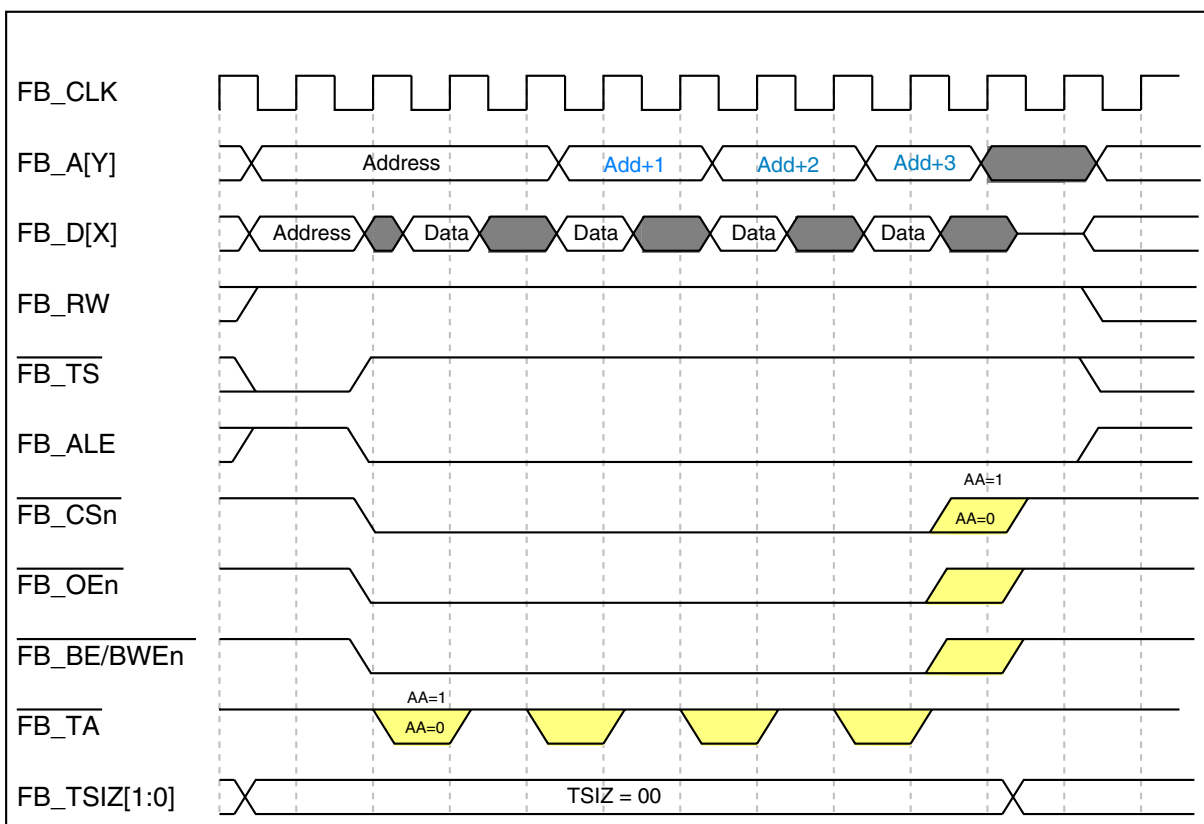 FB_CLK
FB_A[Y] Address Add+1 Add+2 Add+3
FB_D[X] Address Data Data Data Data
FB_RW
FB_TS
FB_ALE
AA=1
FB_CSn AA=0
FB_OEn
FB_BE/BWEn
AA=1
FB_TA AA=0
FB_TSIZ[1:0] TSIZ = 00